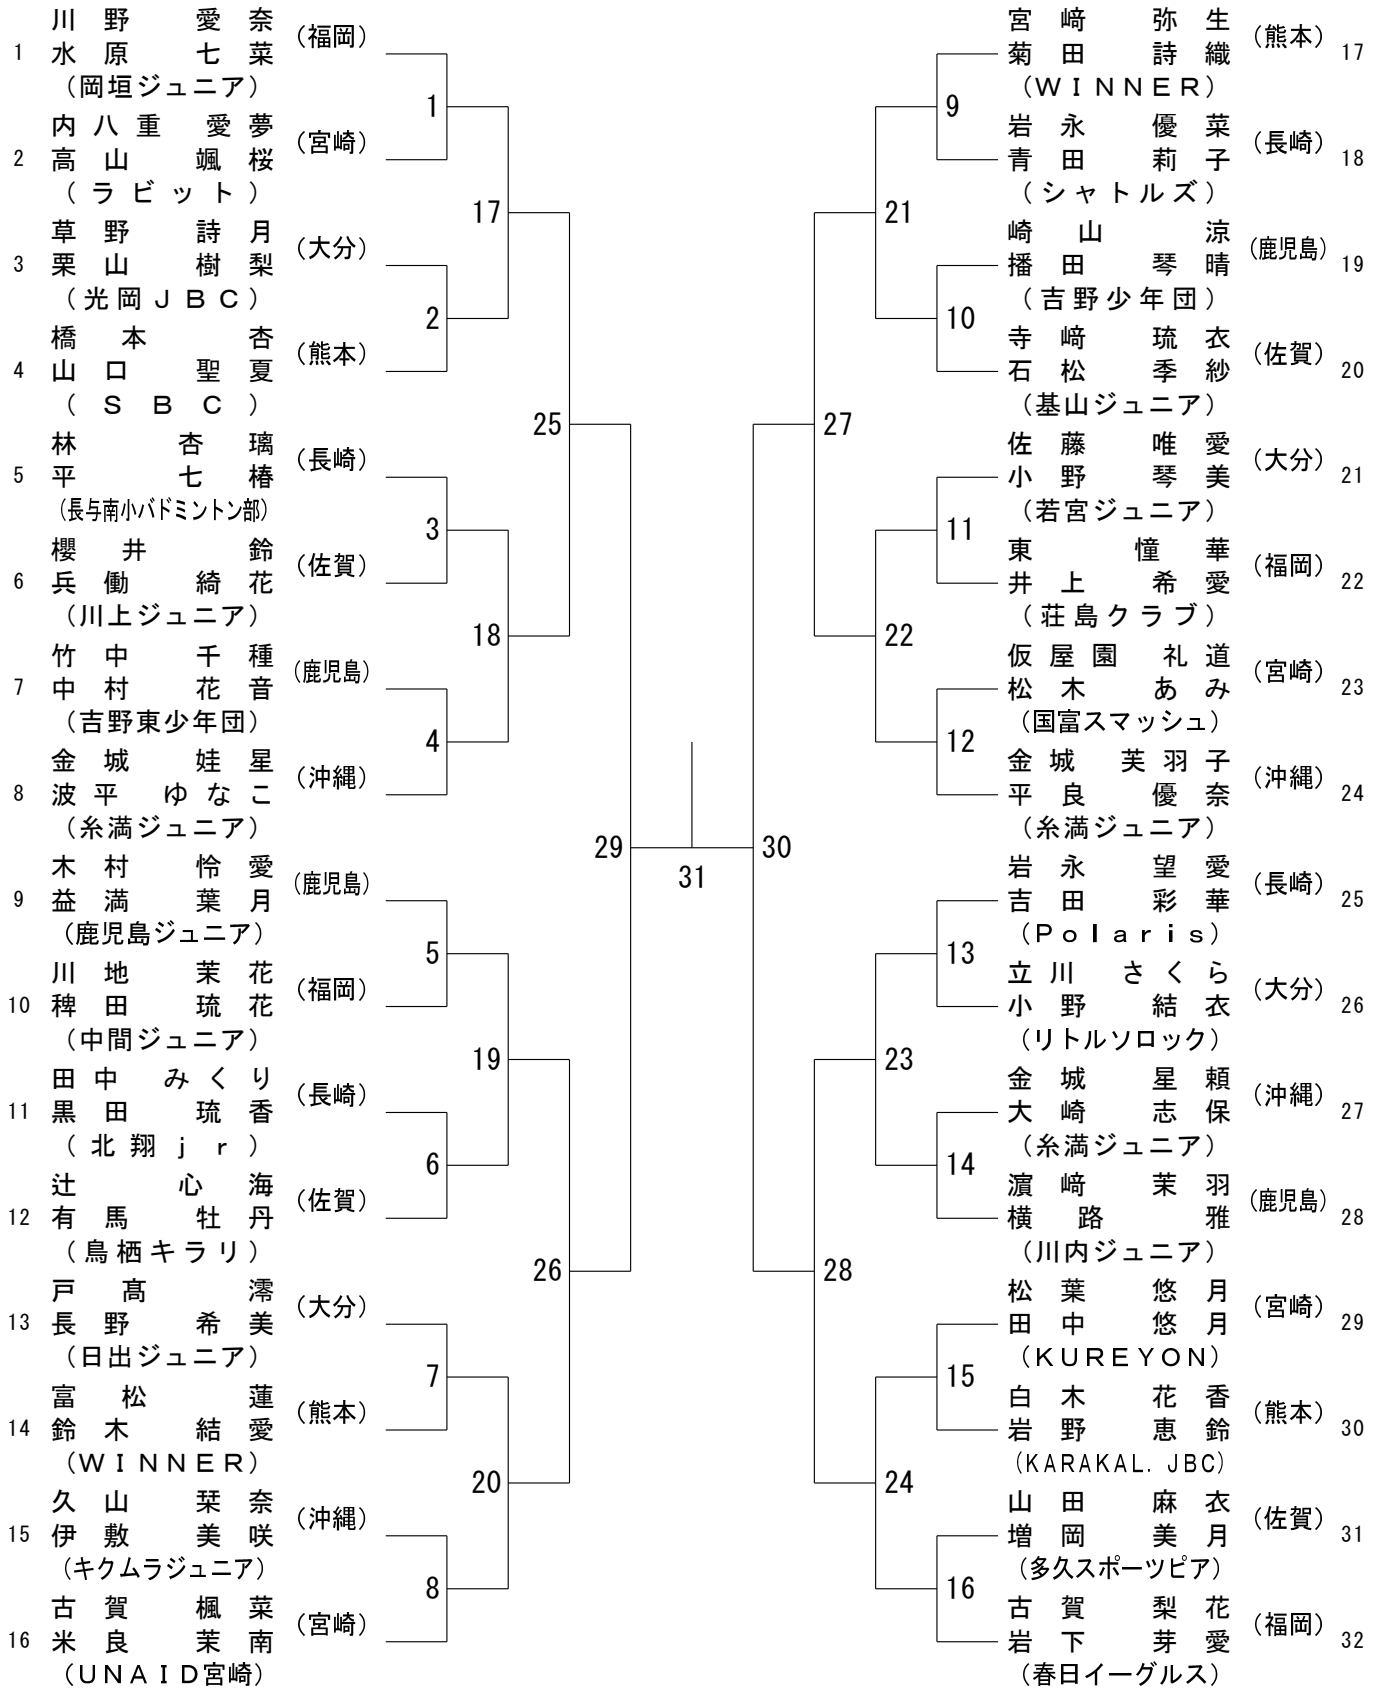 川野 愛奈 (福岡)
1 水原 七菜
(岡垣ジュニア)
内八重 愛夢 (宮崎)
2 高山 颯桜
(ラビット)
草野 詩月 (大分)
3 栗山 樹梨
(光岡JBC)
橋本 杏 (熊本)
4 山口 聖夏
(SBC)
林 杏璃 (長崎)
5 平 七椿
(長与南小バドミントン部)
櫻井 鈴 (佐賀)
6 兵働 綺花
(川上ジュニア)
竹中 千種 (鹿児島)
7 中村 花音
(吉野東少年団)
金城 娃星 (沖縄)
8 波平 ゆなこ
(糸満ジュニア)
木村 怜愛 (鹿児島)
9 益満 葉月
(鹿児島ジュニア)
川地 茉花 (福岡)
10 稗田 琉花
(中間ジュニア)
田中 みくり (長崎)
11 黒田 琉香
(北翔jr)
辻 心海 (佐賀)
12 有馬 牡丹
(鳥栖キラリ)
戸髙 澪 (大分)
13 長野 希美
(日出ジュニア)
富松 蓮 (熊本)
14 鈴木 結愛
(WINNER)
久山 栞奈 (沖縄)
15 伊敷 美咲
(キクムラジュニア)
古賀 楓菜 (宮崎)
16 米良 茉南
(UNAID宮崎)
1
2
3
4
5
6
7
8
17
18
19
20
25
26
29
31
30
27
28
21
22
23
24
9
10
11
12
13
14
15
16
宮﨑 弥生 (熊本)
菊田 詩織 17
(WINNER)
岩永 優菜 (長崎)
青田 莉子 18
(シャトルズ)
崎山 涼 (鹿児島)
播田 琴晴 19
(吉野少年団)
寺﨑 琉衣 (佐賀)
石松 季紗 20
(基山ジュニア)
佐藤 唯愛 (大分)
小野 琴美 21
(若宮ジュニア)
東 憧華 (福岡)
井上 希愛 22
(荘島クラブ)
仮屋園 礼道 (宮崎)
松木 あみ 23
(国富スマッシュ)
金城 芙羽子 (沖縄)
平良 優奈 24
(糸満ジュニア)
岩永 望愛 (長崎)
吉田 彩華 25
(Polaris)
立川 さくら (大分)
小野 結衣 26
(リトルソロック)
金城 星頼 (沖縄)
大崎 志保 27
(糸満ジュニア)
濵﨑 茉羽 (鹿児島)
横路 雅 28
(川内ジュニア)
松葉 悠月 (宮崎)
田中 悠月 29
(KUREYON)
白木 花香 (熊本)
岩野 恵鈴 30
(KARAKAL. JBC)
山田 麻衣 (佐賀)
増岡 美月 31
(多久スポーツピア)
古賀 梨花 (福岡)
岩下 芽愛 32
(春日イーグルス)